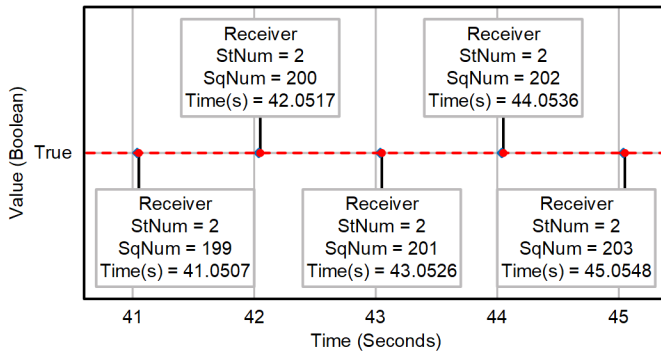 Receiver
StNum = 2
SqNum = 200
Time(s) = 42.0517
Receiver
StNum = 2
SqNum = 202
Time(s) = 44.0536
Value (Boolean)
True
Receiver
StNum = 2
SqNum = 199
Time(s) = 41.0507
Receiver
StNum = 2
SqNum = 201
Time(s) = 43.0526
Receiver
StNum = 2
SqNum = 203
Time(s) = 45.0548
41 42 43 44 45
Time (Seconds)